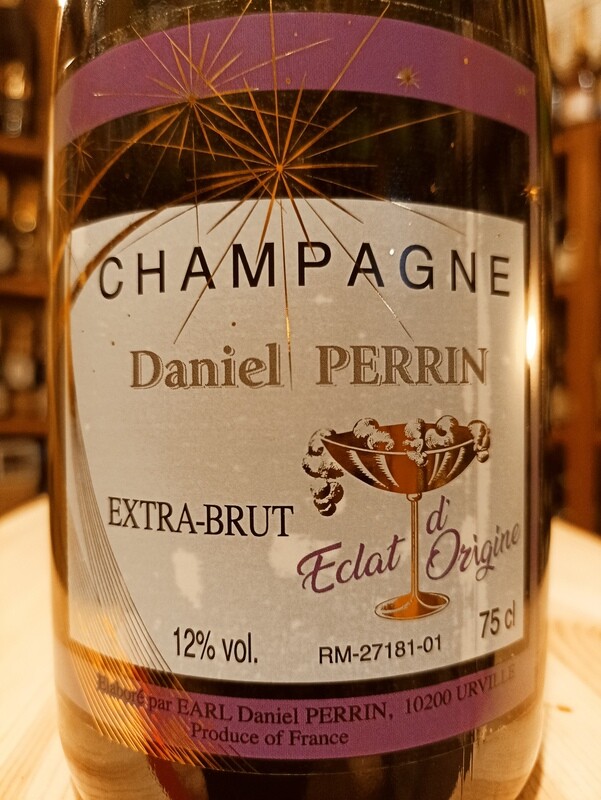 CHAMPAGNE
Daniel PERRIN
EXTRA-BRUT
Eclat d'Origine
12% vol.
RM-27181-01
75 cl
Elaboré par EARL Daniel PERRIN, 10200 URVILLE
Produce of France